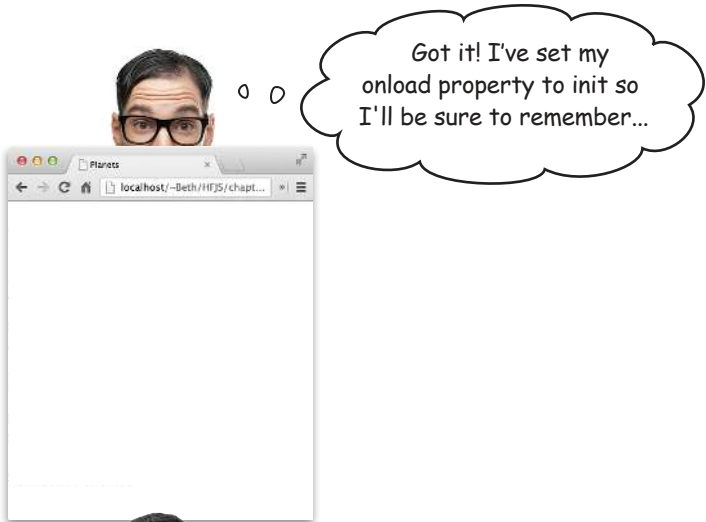 Got it! I've set my
onload property to init so
I'll be sure to remember...
Planets
localhost/~Beth/HFJS/chapt...